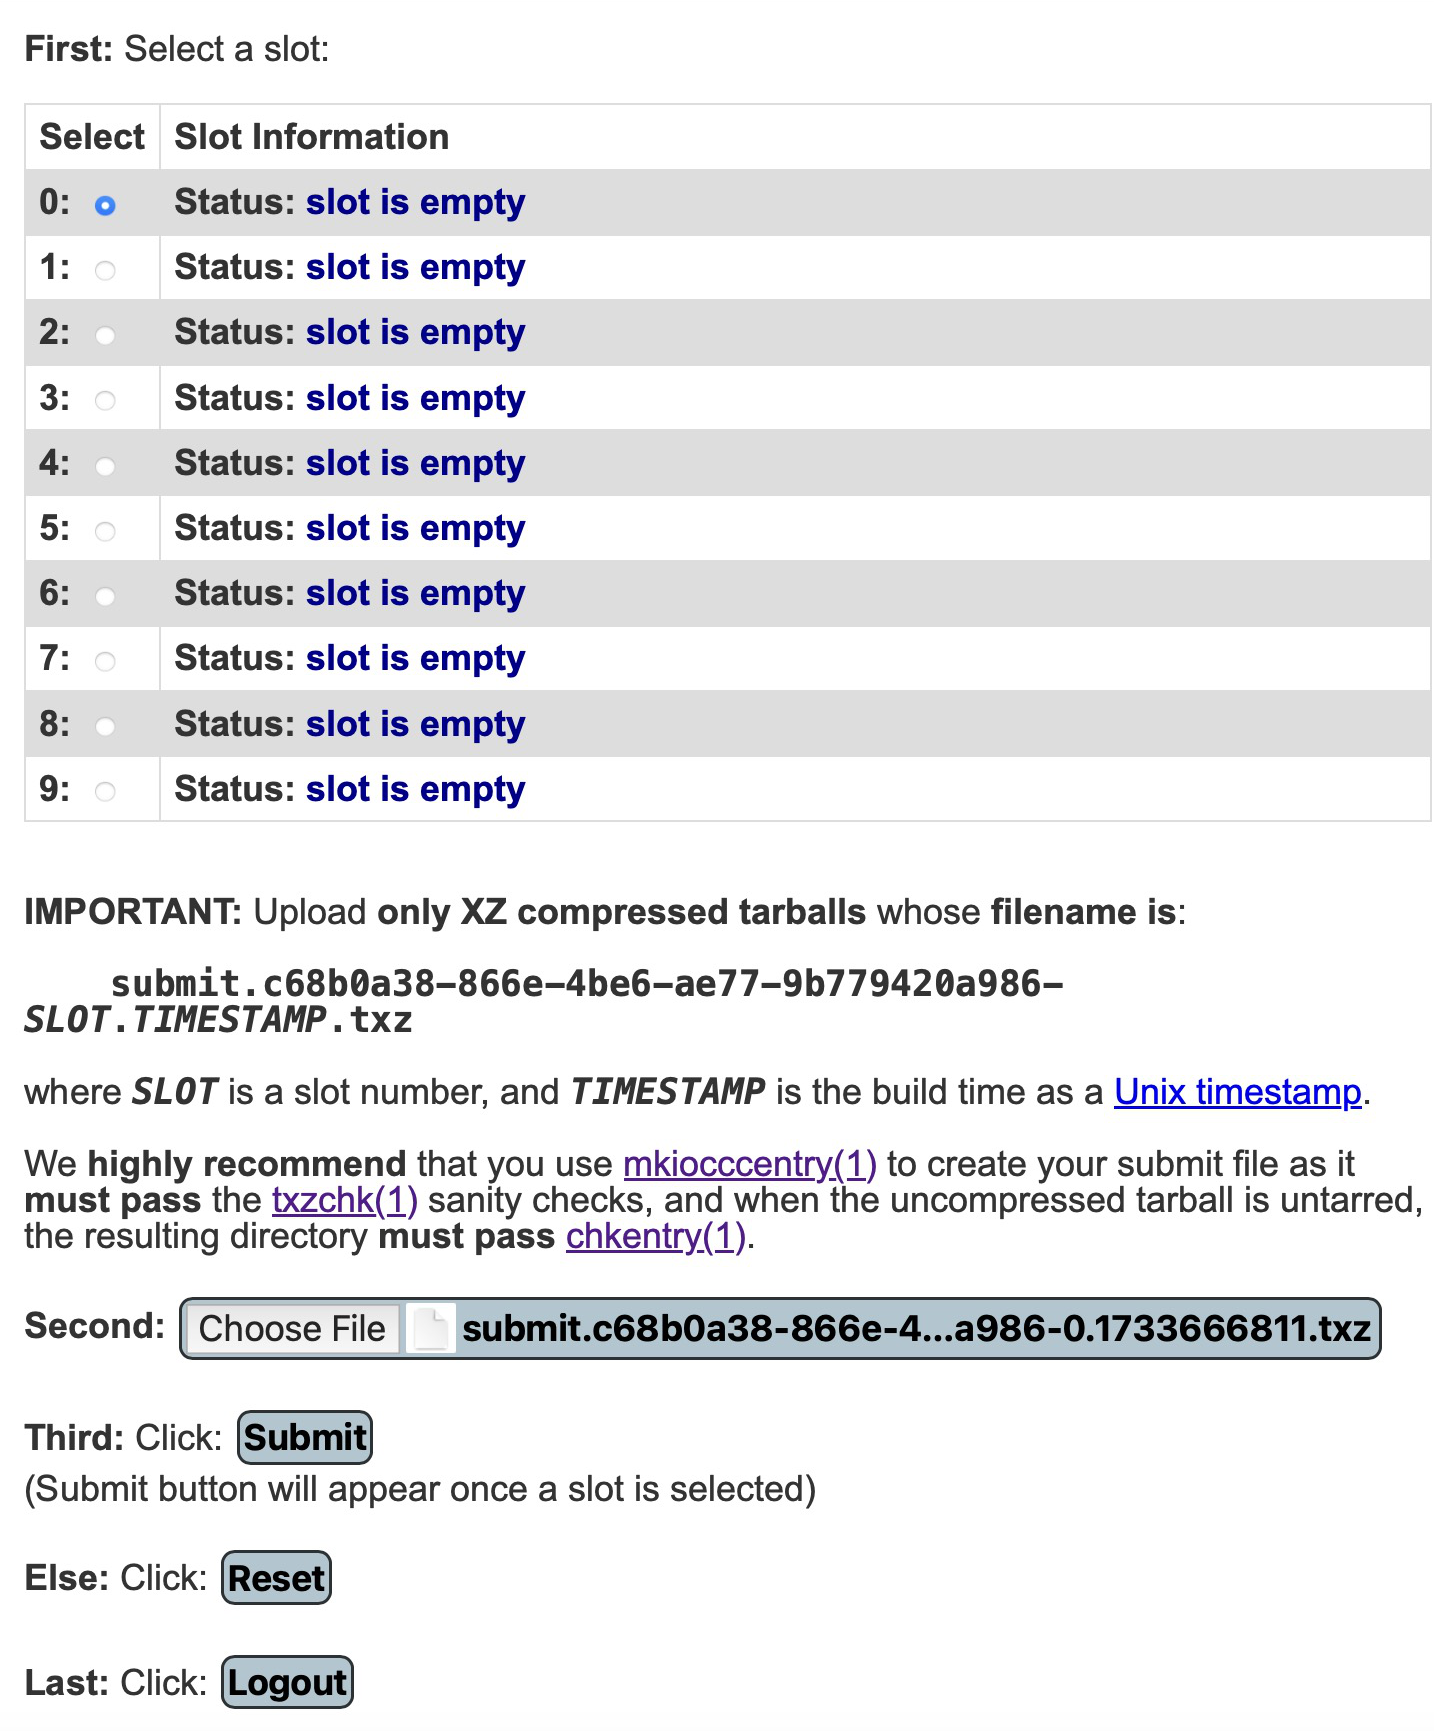 First: Select a slot:
Select Slot Information
0: Status: slot is empty
1: Status: slot is empty
2: Status: slot is empty
3: Status: slot is empty
4: Status: slot is empty
5: Status: slot is empty
6: Status: slot is empty
7: Status: slot is empty
8: Status: slot is empty
9: Status: slot is empty
IMPORTANT: Upload only XZ compressed tarballs whose filename is:
submit.c68b0a38-866e-4be6-ae77-9b779420a986-
SLOT.TIMESTAMP.txz
where SLOT is a slot number, and TIMESTAMP is the build time as a Unix timestamp.
We highly recommend that you use mkiocccentry(1) to create your submit file as it
must pass the txzchk(1) sanity checks, and when the uncompressed tarball is untarred,
the resulting directory must pass chkentry(1).
Second: Choose File submit.c68b0a38-866e-4...a986-0.1733666811.txz
Third: Click: Submit
(Submit button will appear once a slot is selected)
Else: Click: Reset
Last: Click: Logout